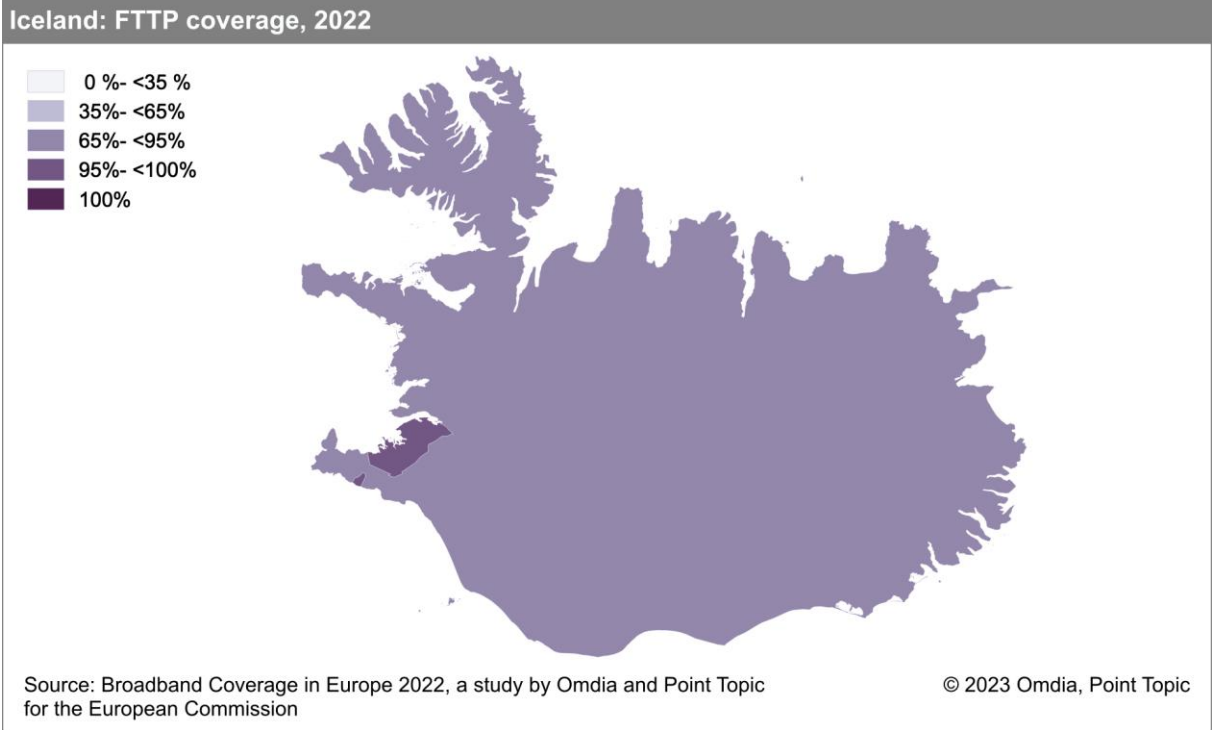 Iceland: FTTP coverage, 2022
0 %- <35 %
35%- <65%
65%- <95%
95%- <100%
100%
Source: Broadband Coverage in Europe 2022, a study by Omdia and Point Topic
for the European Commission
© 2023 Omdia, Point Topic